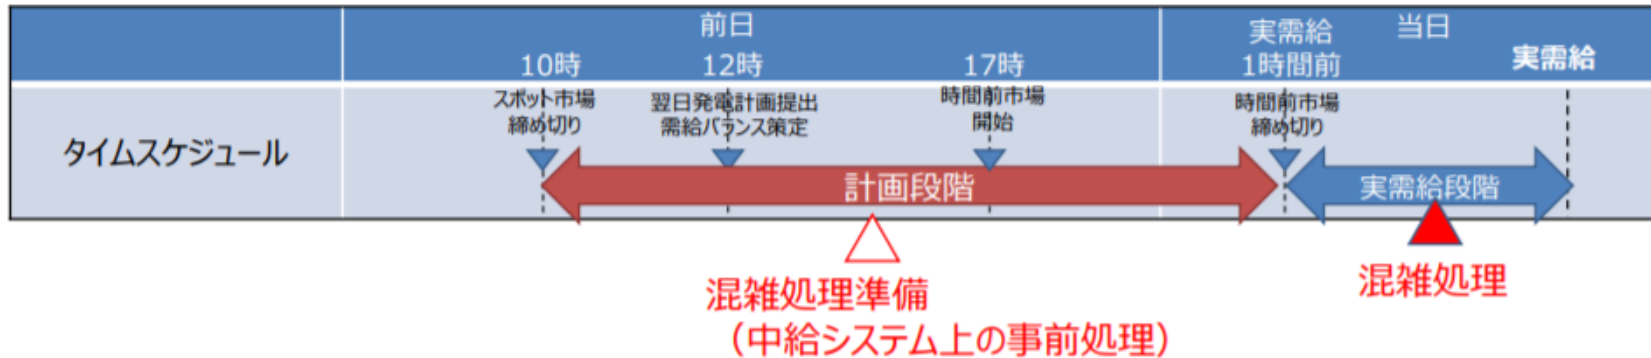 前日
当日
10時
12時
17時
実需給
1時間前
実需給
タイムスケジュール
スポット市場
締め切り
翌日発電計画提出
需給バランス策定
時間前市場
開始
時間前市場
締め切り
計画段階
実需給段階
混雑処理準備
（中給システム上の事前処理）
混雑処理